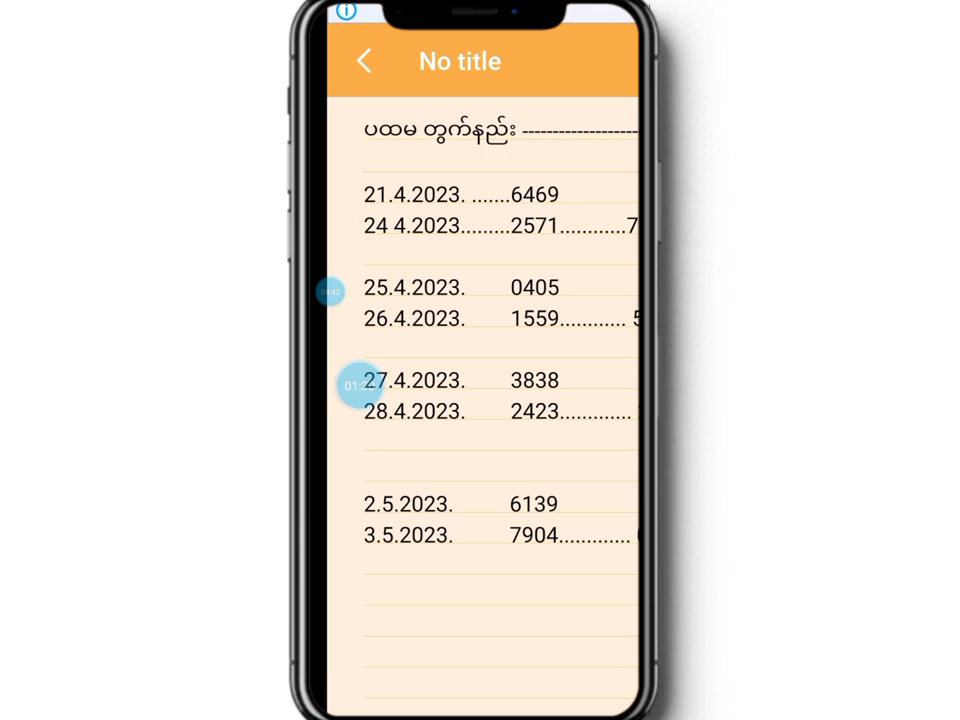 No title
ပထမ တွက်နည်း -------------------
21.4.2023. .......6469
24 4.2023.........2571............7
25.4.2023. 0405
26.4.2023. 1559............ 5
27.4.2023. 3838
28.4.2023. 2423.............
2.5.2023. 6139
3.5.2023. 7904.............